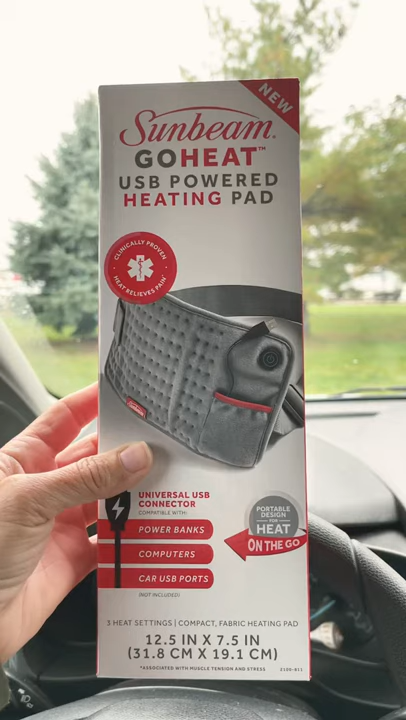 NEW
Sunbeam®
GOHEAT™
USB POWERED
HEATING PAD
CLINICALLY PROVEN
HEAT RELIEVES PAIN*
Sunbeam
UNIVERSAL USB
CONNECTOR
COMPATIBLE WITH:
POWER BANKS
COMPUTERS
CAR USB PORTS
(NOT INCLUDED)
PORTABLE
DESIGN
FOR
HEAT
ON THE GO
3 HEAT SETTINGS | COMPACT, FABRIC HEATING PAD
12.5 IN X 7.5 IN
(31.8 CM X 19.1 CM)
*ASSOCIATED WITH MUSCLE TENSION AND STRESS
2100-811